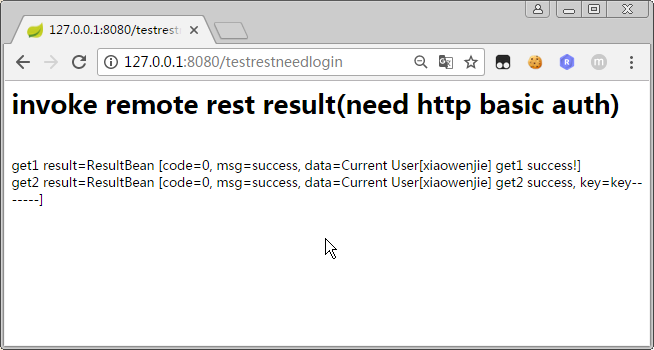 127.0.0.1:8080/testrest
127.0.0.1:8080/testrestneedlogin
invoke remote rest result(need http basic auth)
get1 result=ResultBean [code=0, msg=success, data=Current User[xiaowenjie] get1 success!]
get2 result=ResultBean [code=0, msg=success, data=Current User[xiaowenjie] get2 success, key=key--
-----]